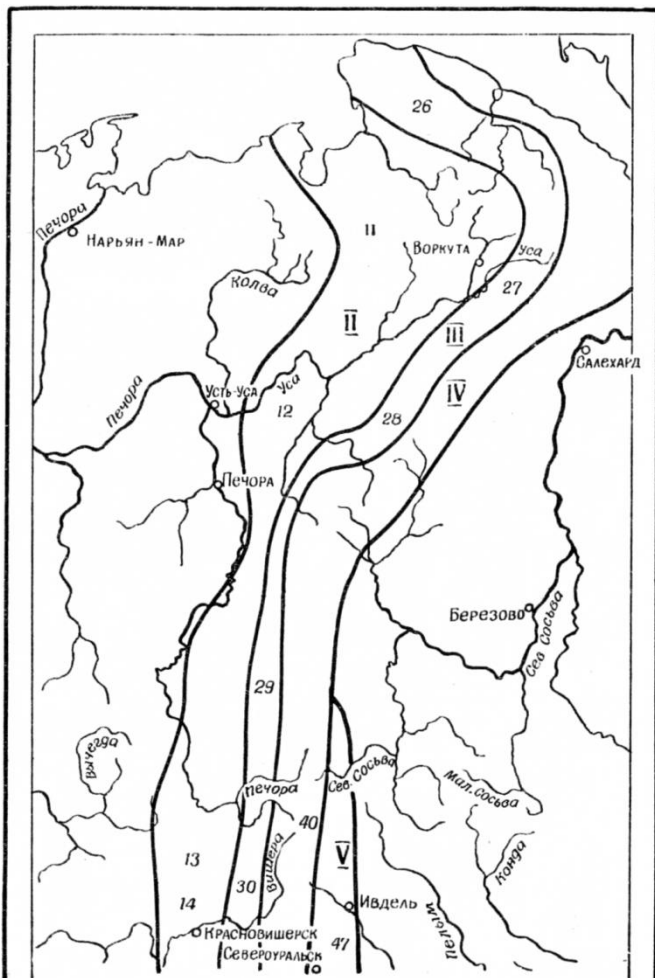 26
Печора
Нарьян-Мар
11
Воркута
Уса
27
Колва
II
III
Салехард
IV
Печора
Усть-Уса
Уса
12
28
Печора
Березово
Сев. Сосьва
29
Вычегда
Печора
Сев. Сосьва
Мал. Сосьва
40
Конда
V
13
Вишера
30
14
Ивдель
Пелым
Красновишерск
Североуральск
47